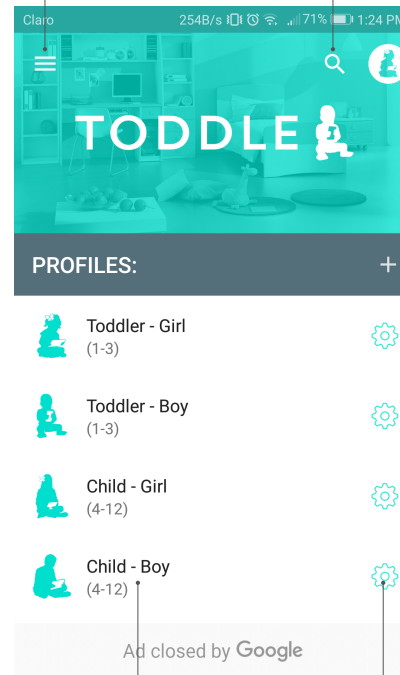 Claro 254B/s 71% 1:24 PM
TODDLE
PROFILES: +
Toddler - Girl
(1-3)
Toddler - Boy
(1-3)
Child - Girl
(4-12)
Child - Boy
(4-12)
Ad closed by Google